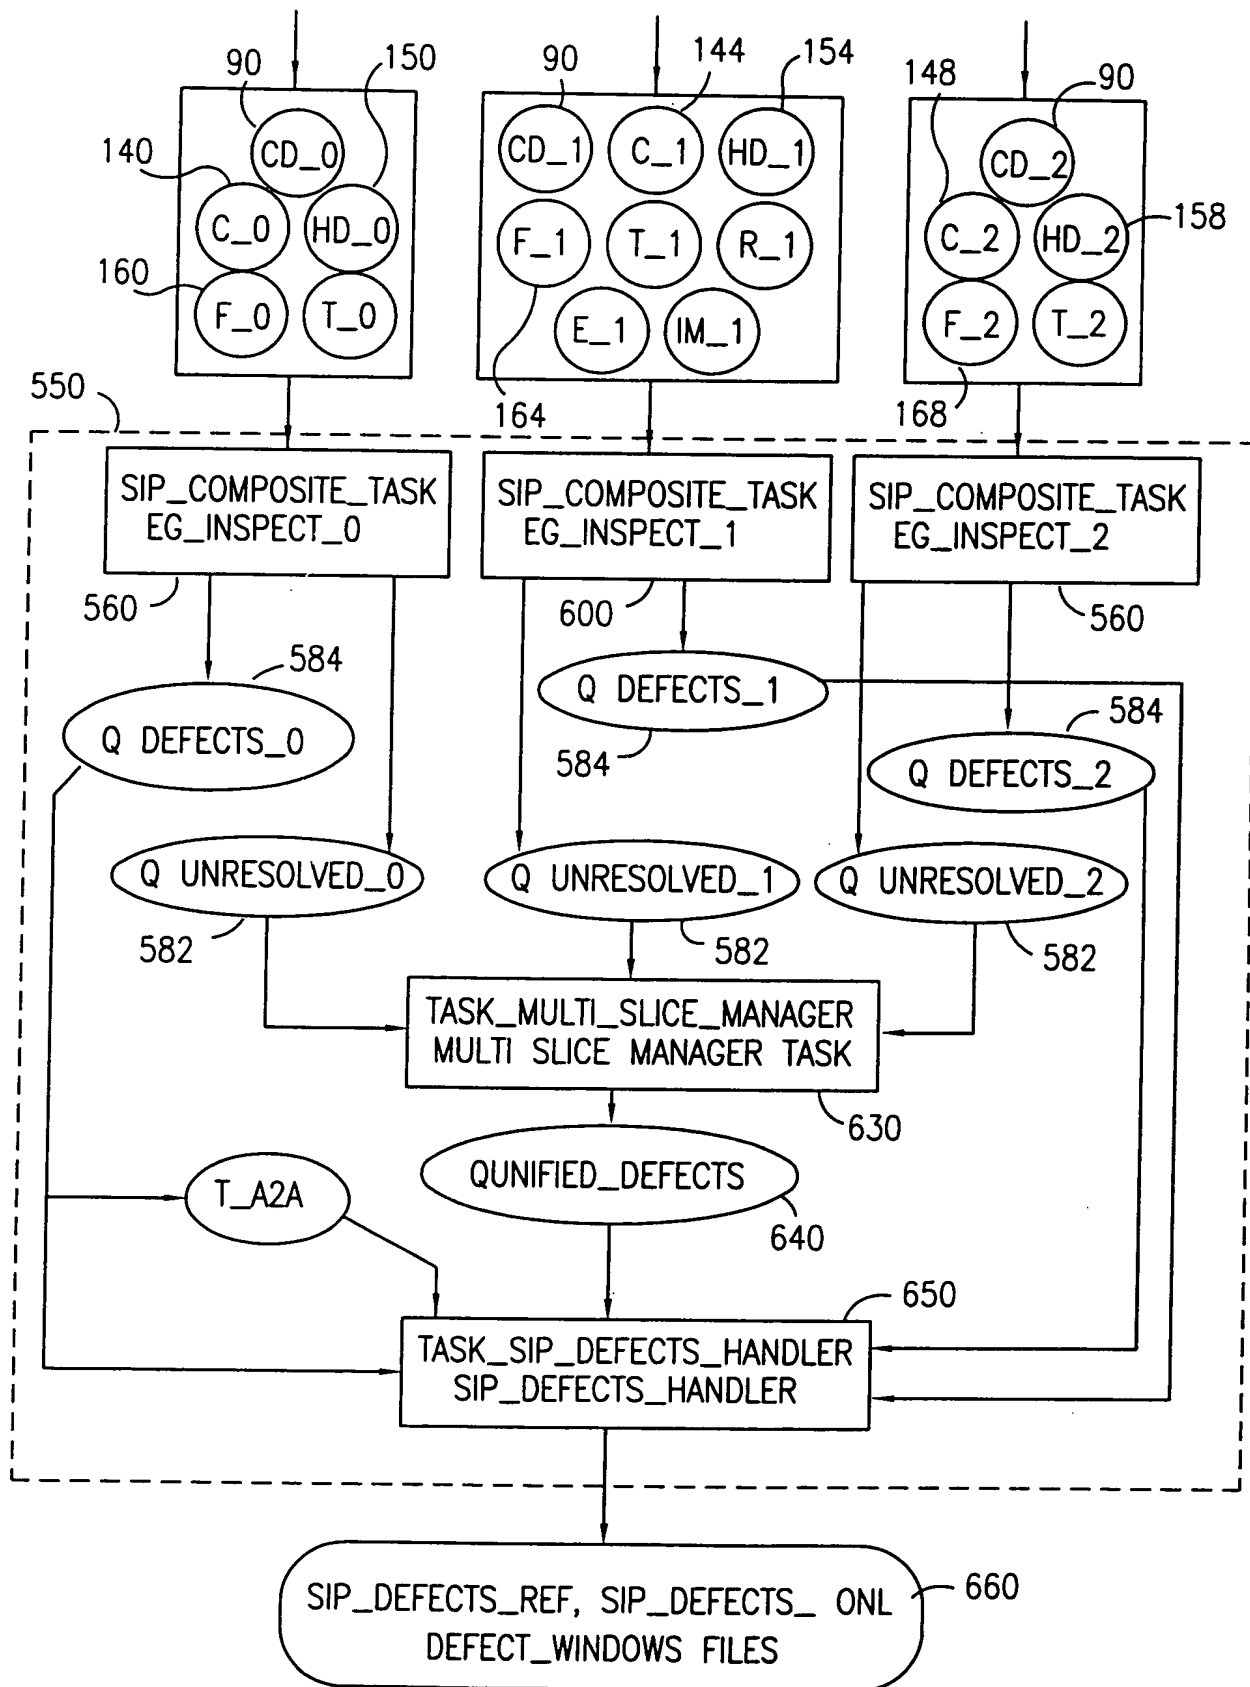 90
150
90
144
154
148
90
CD_0
CD_1
C_1
HD_1
CD_2
140
C_0
HD_0
F_1
T_1
R_1
C_2
HD_2
158
160
F_0
T_0
E_1
IM_1
F_2
T_2
550
164
168
SIP_COMPOSITE_TASK
EG_INSPECT_0
SIP_COMPOSITE_TASK
EG_INSPECT_1
SIP_COMPOSITE_TASK
EG_INSPECT_2
560
600
560
584
Q DEFECTS_0
Q DEFECTS_1
584
584
Q DEFECTS_2
Q UNRESOLVED_0
Q UNRESOLVED_1
Q UNRESOLVED_2
582
582
582
TASK_MULTI_SLICE_MANAGER
MULTI SLICE MANAGER TASK
630
QUNIFIED_DEFECTS
T_A2A
640
650
TASK_SIP_DEFECTS_HANDLER
SIP_DEFECTS_HANDLER
SIP_DEFECTS_REF, SIP_DEFECTS_ ONL
DEFECT_WINDOWS FILES
660